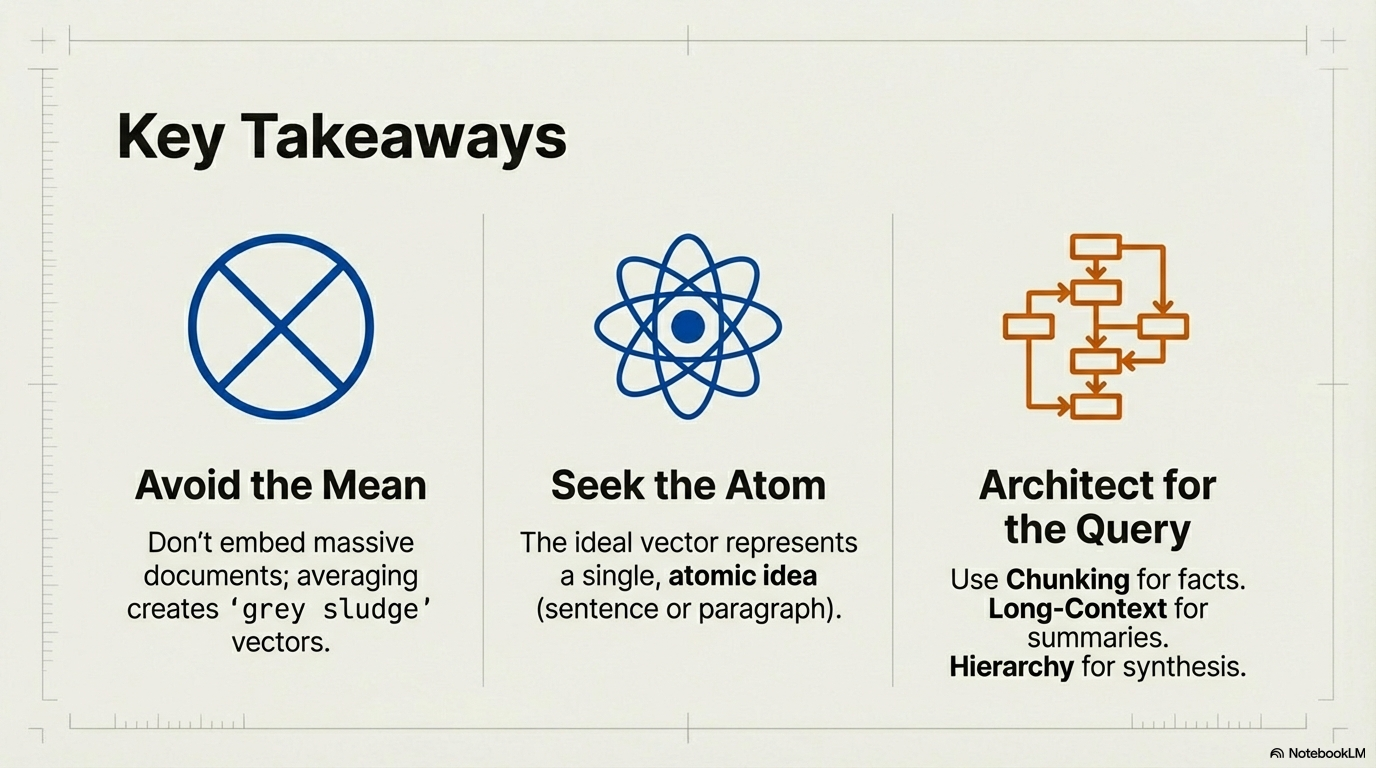 Key Takeaways
Avoid the Mean
Don’t embed massive
documents; averaging
creates ‘grey sludge’
vectors.
Seek the Atom
The ideal vector represents
a single, atomic idea
(sentence or paragraph).
Architect for
the Query
Use Chunking for facts.
Long-Context for
summaries.
Hierarchy for synthesis.
NotebookLM